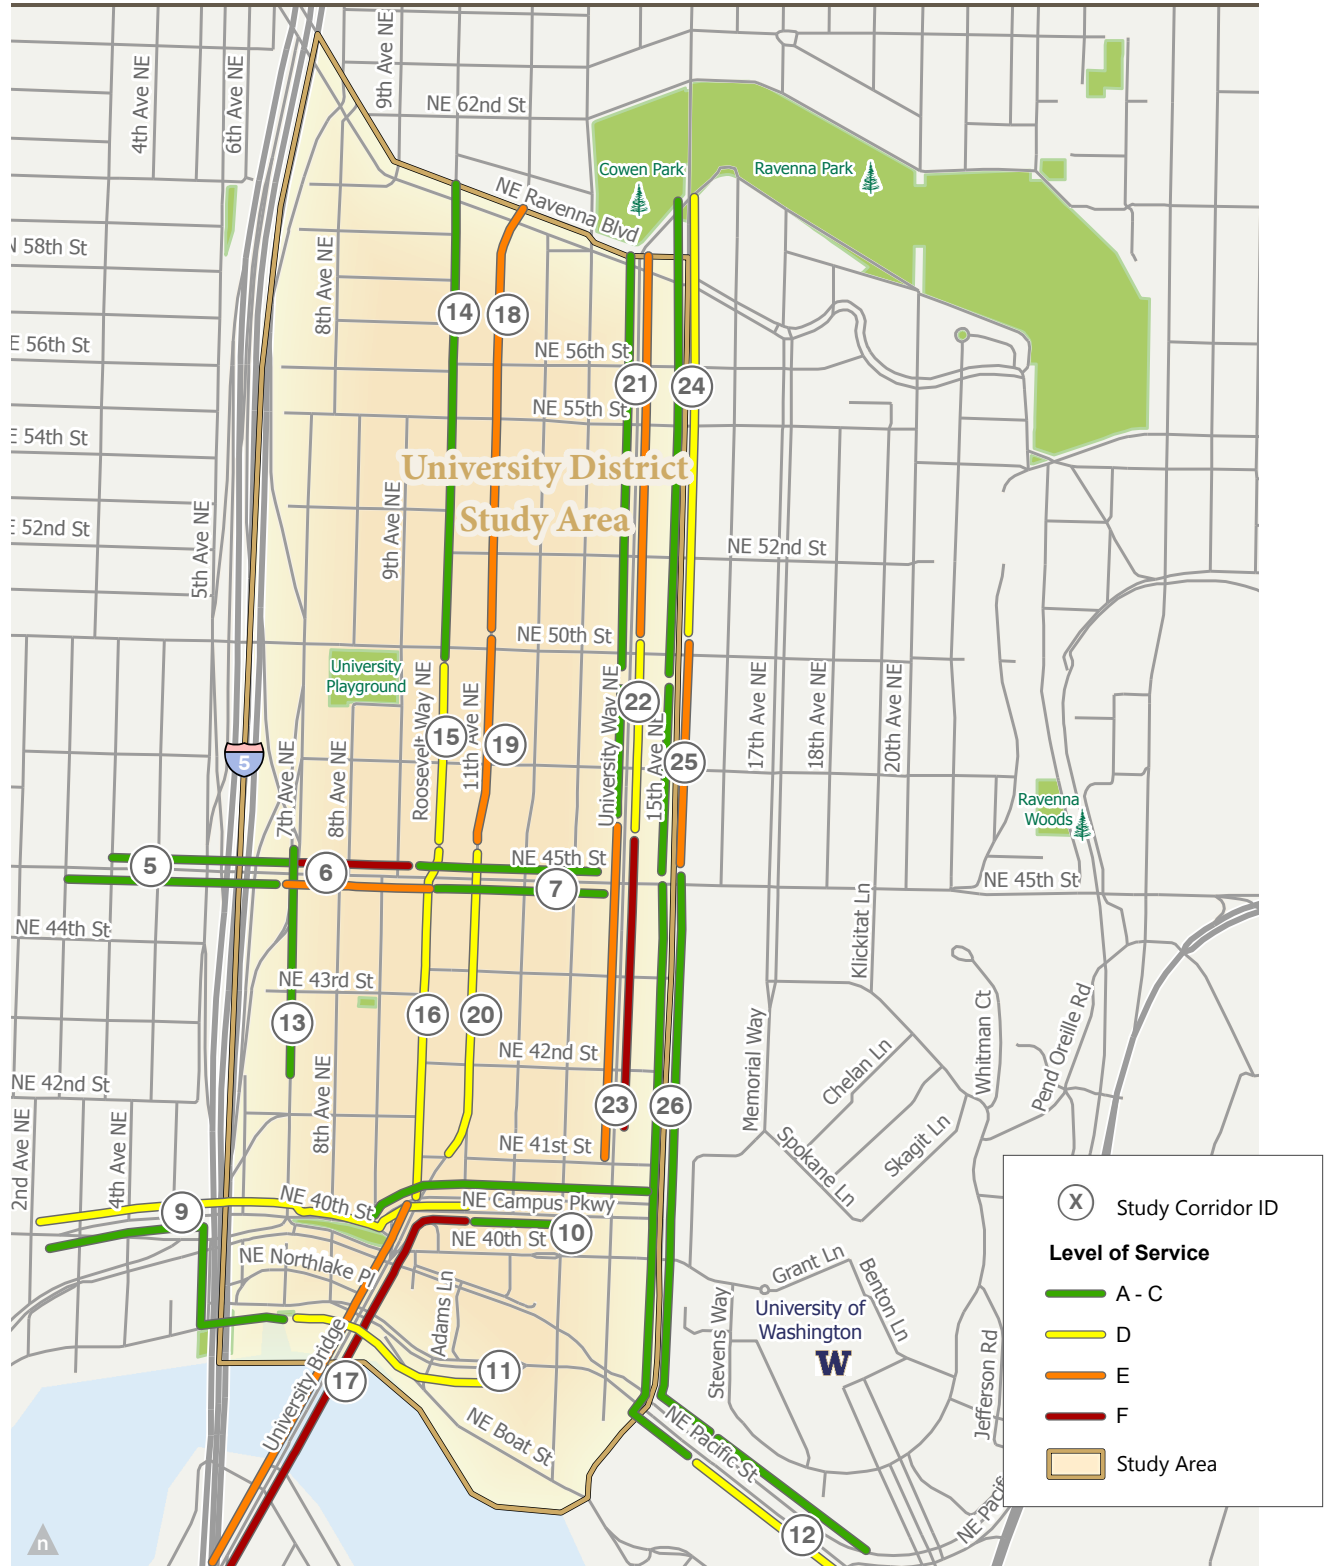 4th Ave NE
6th Ave NE
9th Ave NE
NE 62nd St
Cowen Park
Ravenna Park
NE Ravenna Blvd
N 58th St
8th Ave NE
14
18
E 56th St
NE 56th St
21
24
NE 55th St
E 54th St
University District
Study Area
9th Ave NE
5th Ave NE
E 52nd St
NE 52nd St
NE 50th St
University
Playground
Roosevelt Way NE
11th Ave NE
University Way NE
15th Ave NE
17th Ave NE
18th Ave NE
20th Ave NE
22
15
19
25
5
7th Ave NE
8th Ave NE
Ravenna
Woods
5
6
7
NE 45th St
NE 45th St
NE 44th St
NE 43rd St
Klickitat Ln
13
16
20
Whitman Ct
Pend Oreille Rd
Memorial Way
Chelan Ln
NE 42nd St
NE 42nd St
8th Ave NE
23
26
2nd Ave NE
4th Ave NE
NE 41st St
Spokane Ln
Skagit Ln
9
NE 40th St
NE Campus Pkwy
NE 40th St
10
NE Northlake Pl
Adams Ln
Grant Ln
Benton Ln
Stevens Way
University of
Washington
W
University Bridge
17
11
Jefferson Rd
NE Boat St
NE Pacific St
12
NE Pacif
n
X
Study Corridor ID
Level of Service
A - C
D
E
F
Study Area